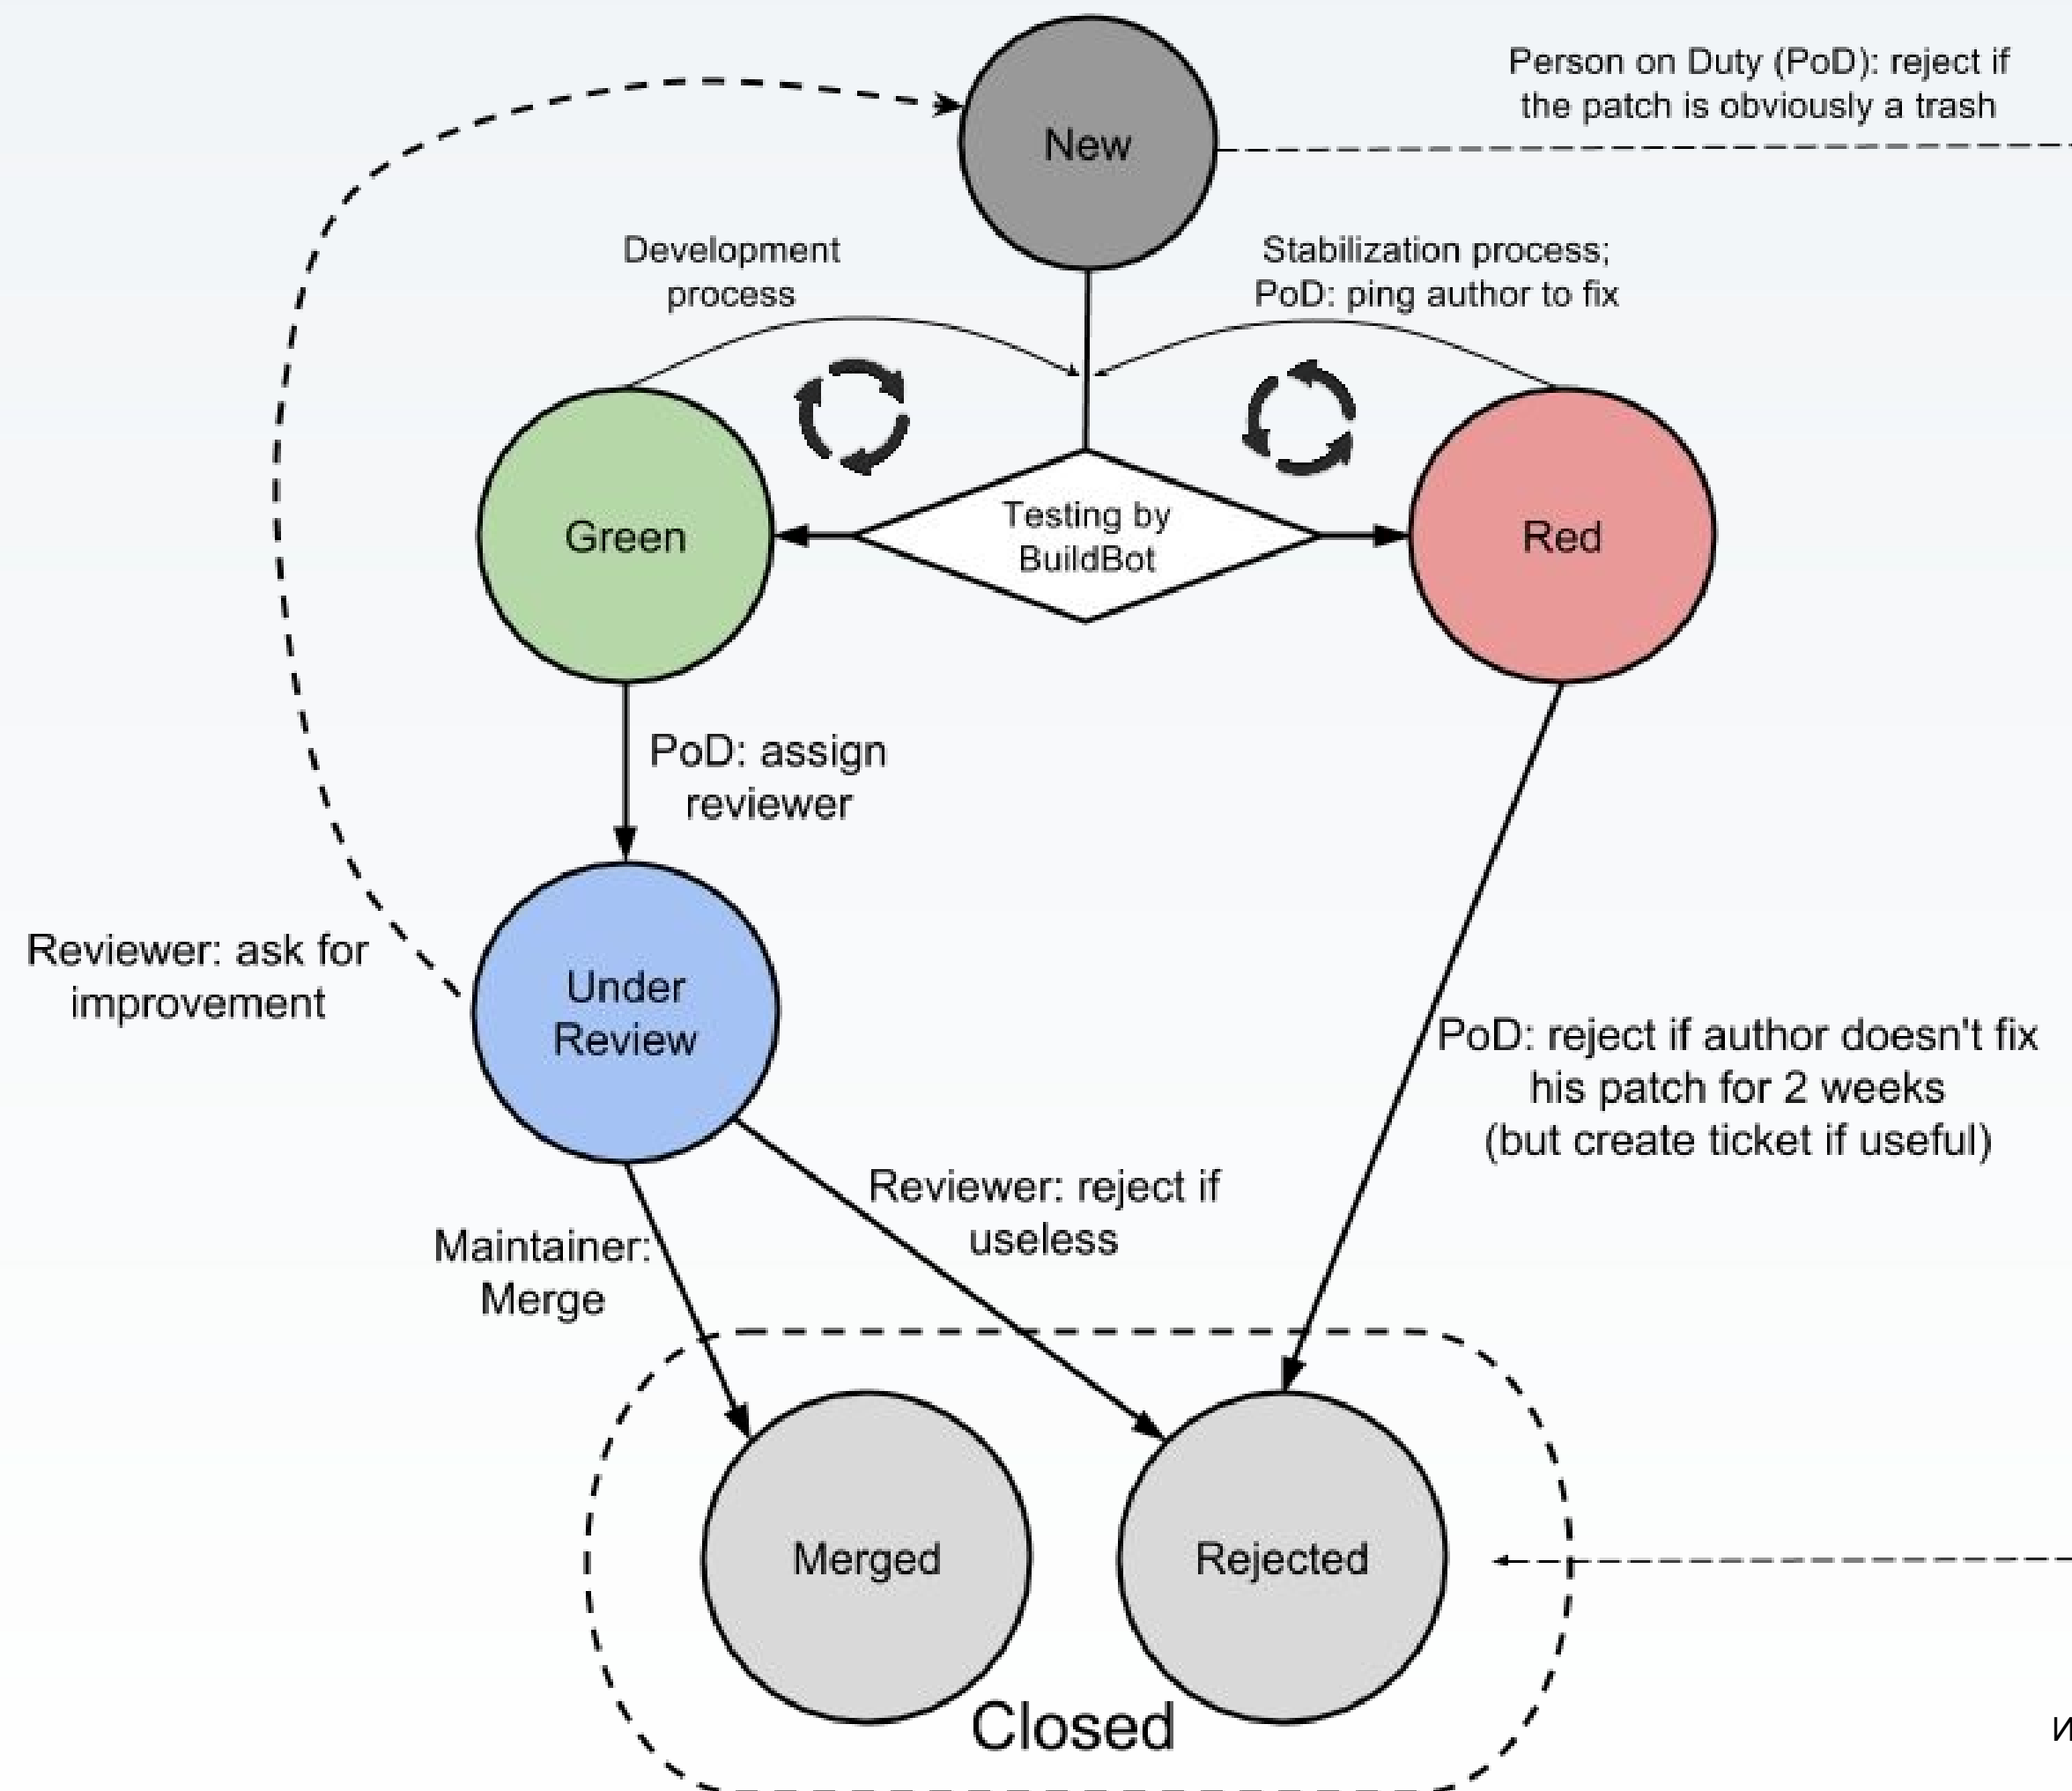 New
Person on Duty (PoD): reject if
the patch is obviously a trash
Development
process
Stabilization process;
PoD: ping author to fix
Green
Testing by
BuildBot
Red
PoD: assign
reviewer
Reviewer: ask for
improvement
Under
Review
PoD: reject if author doesn't fix
his patch for 2 weeks
(but create ticket if useful)
Reviewer: reject if
useless
Maintainer:
Merge
Merged
Rejected
Closed